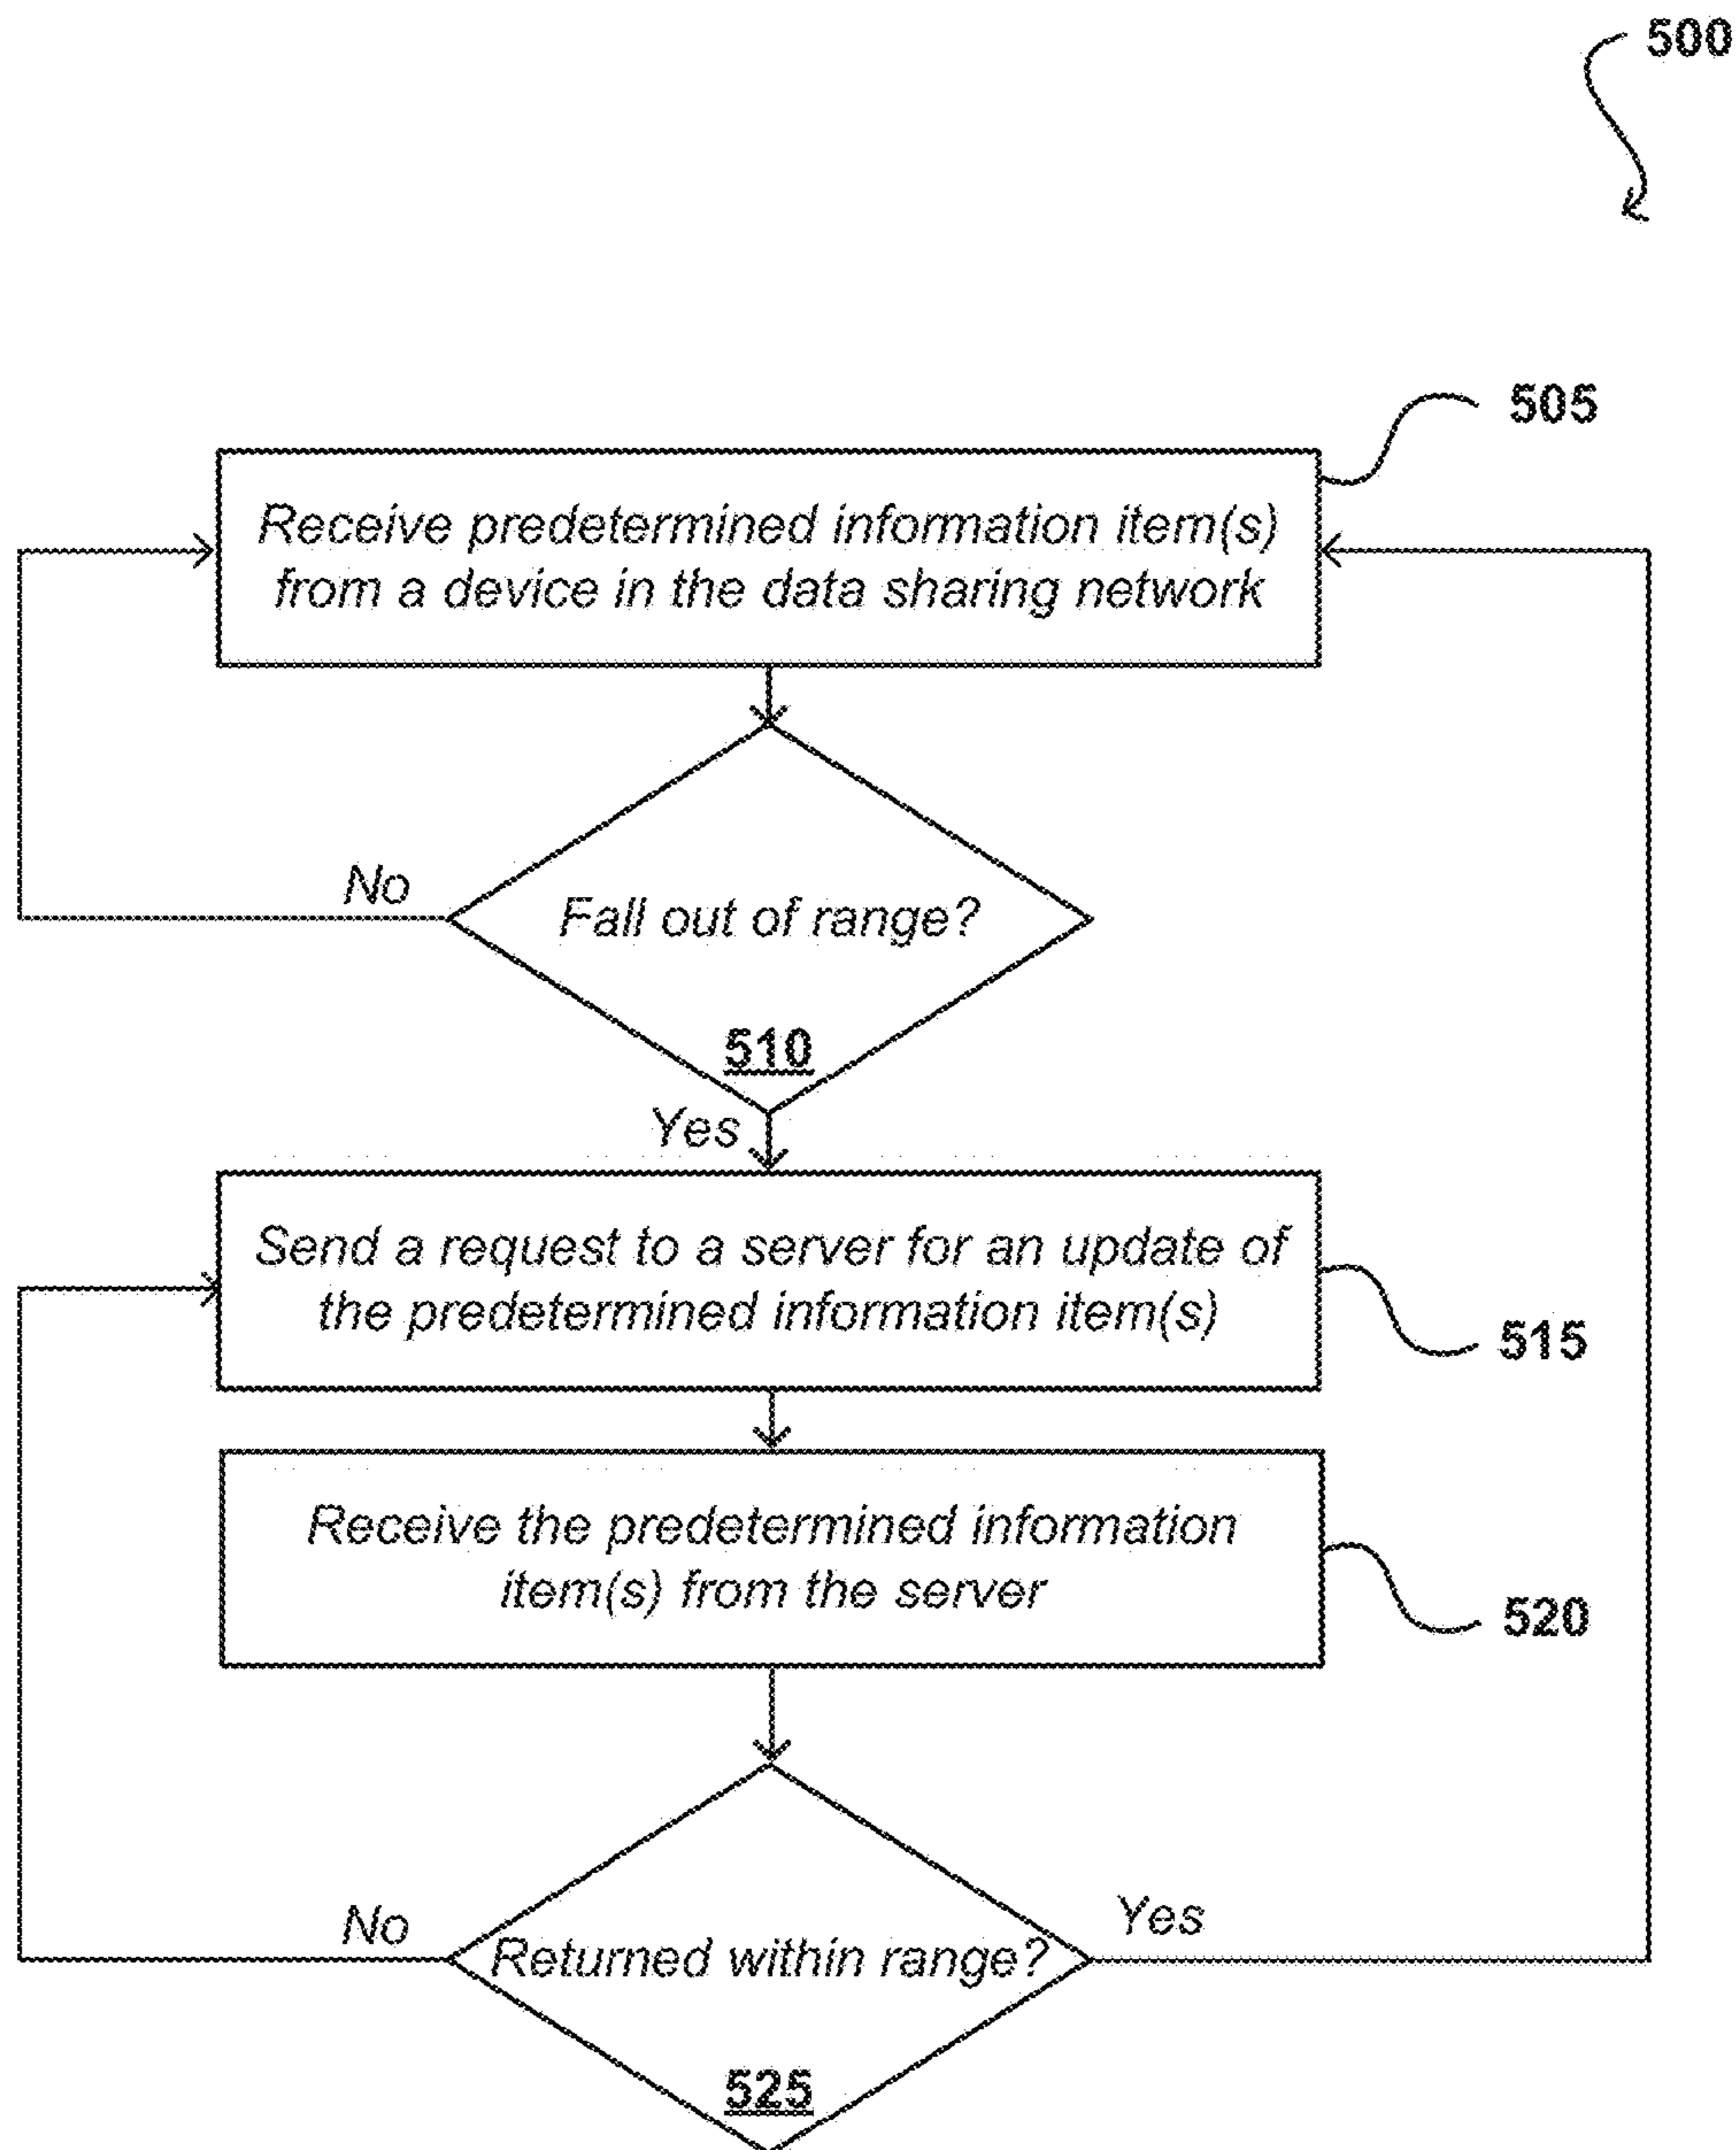 500
505
Receive predetermined information item(s)
from a device in the data sharing network
No
Fall out of range?
510
Yes
Send a request to a server for an update of
the predetermined information item(s)
515
Receive the predetermined information
item(s) from the server
520
No
Returned within range?
Yes
525